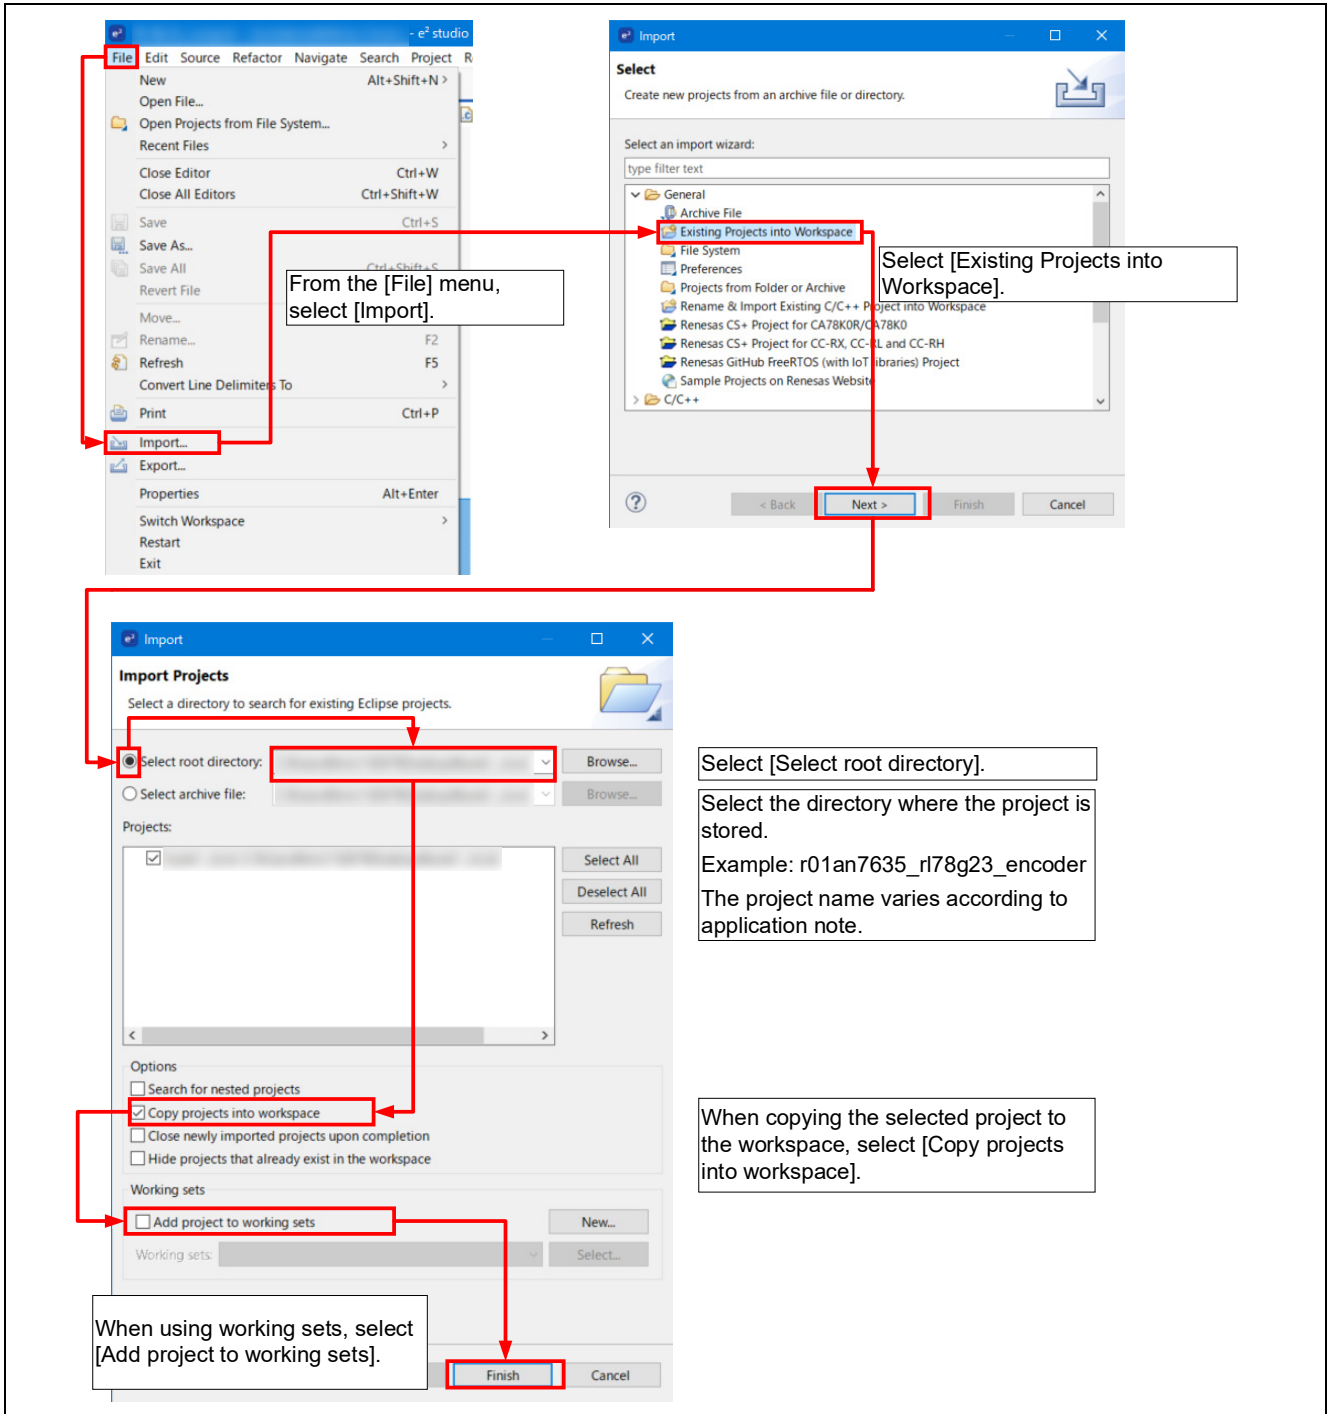 - e² studio
File Edit Source Refactor Navigate Search Project
New Alt+Shift+N >
Open File...
Open Projects from File System...
Recent Files >
Close Editor Ctrl+W
Close All Editors Ctrl+Shift+W
Save Ctrl+S
Save As...
Save All Ctrl+Shift+S
Revert File
Move...
Rename... F2
Refresh F5
Convert Line Delimiters To >
Print Ctrl+P
Import...
Export...
Properties Alt+Enter
Switch Workspace >
Restart
Exit
From the [File] menu,
select [Import].
e² Import
Select
Create new projects from an archive file or directory.
Select an import wizard:
type filter text
General
Archive File
Existing Projects into Workspace
File System
Preferences
Projects from Folder or Archive
Rename & Import Existing C/C++ Project into Workspace
Renesas CS+ Project for CA78K0R/CA78K0
Renesas CS+ Project for CC-RX, CC-RL and CC-RH
Renesas GitHub FreeRTOS (with IoT libraries) Project
Sample Projects on Renesas Website
> C/C++
Select [Existing Projects into
Workspace].
? < Back Next > Finish Cancel
e² Import
Import Projects
Select a directory to search for existing Eclipse projects.
Select root directory: Browse...
Select archive file: Browse...
Projects:
Select All
Deselect All
Refresh
Options
Search for nested projects
Copy projects into workspace
Close newly imported projects upon completion
Hide projects that already exist in the workspace
Working sets
Add project to working sets New...
Working sets: Select...
Finish Cancel
When using working sets, select
[Add project to working sets].
Select [Select root directory].
Select the directory where the project is
stored.
Example: r01an7635_rl78g23_encoder
The project name varies according to
application note.
When copying the selected project to
the workspace, select [Copy projects
into workspace].